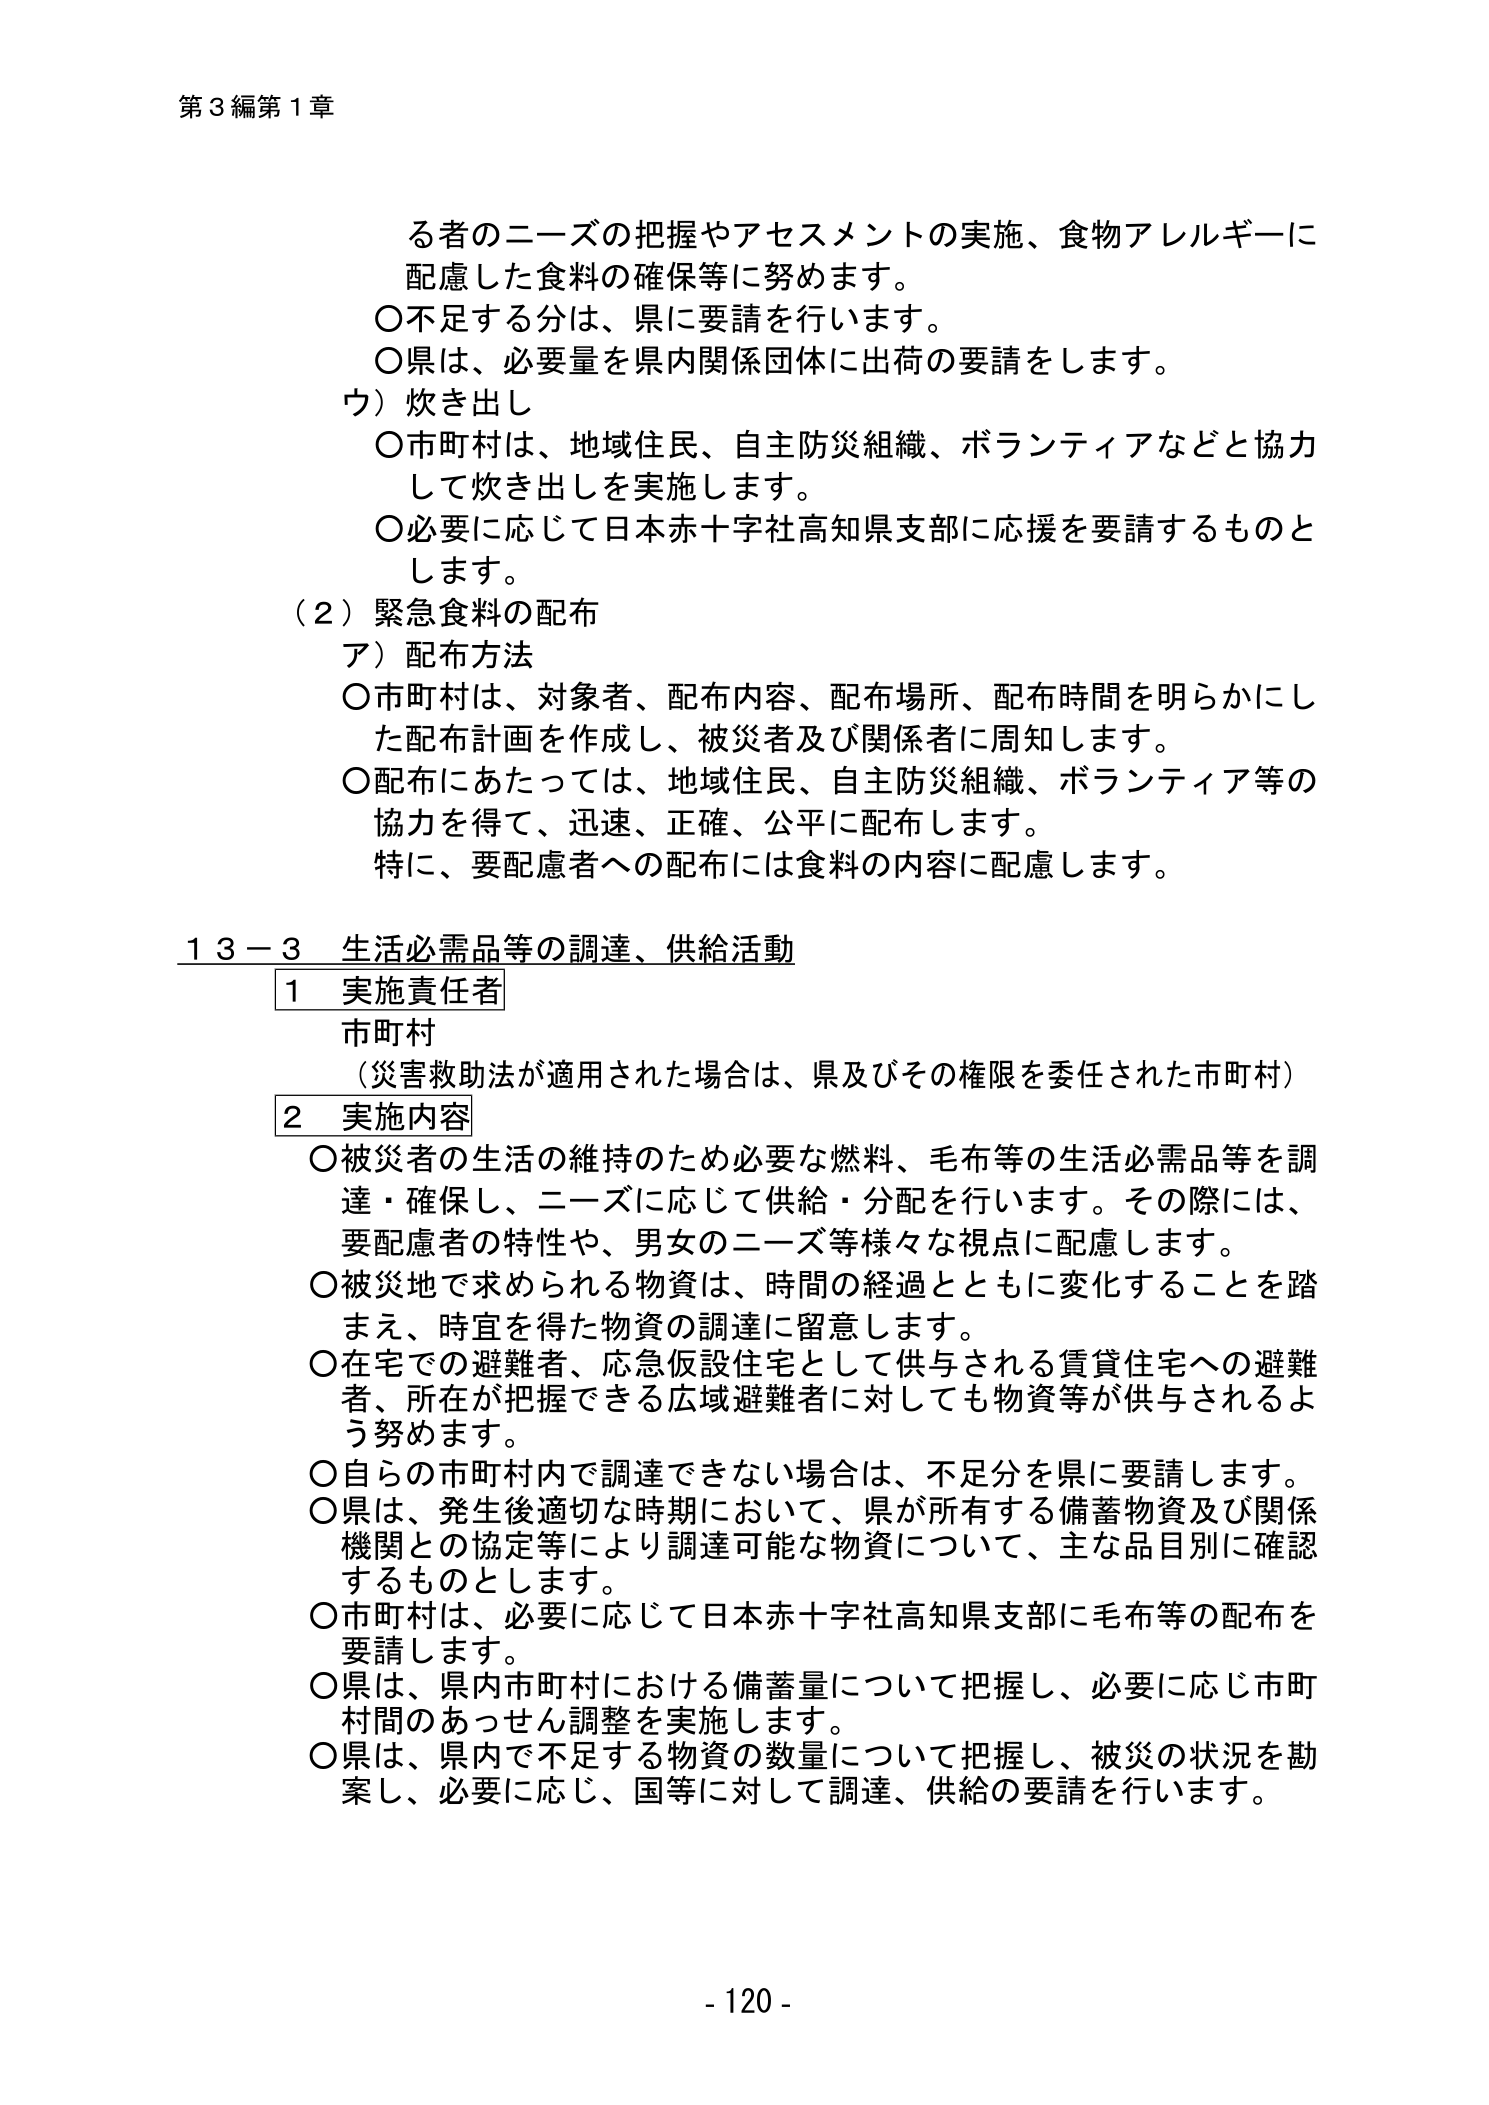 第３編第１章
る者のニーズの把握やアセスメントの実施、食物アレルギーに
配慮した食料の確保等に努めます。
○不足する分は、県に要請を行います。
○県は、必要量を県内関係団体に出荷の要請をします。
ウ）炊き出し
○市町村は、地域住民、自主防災組織、ボランティアなどと協力
して炊き出しを実施します。
○必要に応じて日本赤十字社高知県支部に応援を要請するものと
します。
（２）緊急食料の配布
ア）配布方法
○市町村は、対象者、配布内容、配布場所、配布時間を明らかにし
た配布計画を作成し、被災者及び関係者に周知します。
○配布にあたっては、地域住民、自主防災組織、ボランティア等の
協力を得て、迅速、正確、公平に配布します。
特に、要配慮者への配布には食料の内容に配慮します。
１３－３　生活必需品等の調達、供給活動
１　実施責任者
市町村
（災害救助法が適用された場合は、県及びその権限を委任された市町村）
２　実施内容
○被災者の生活の維持のため必要な燃料、毛布等の生活必需品等を調
達・確保し、ニーズに応じて供給・分配を行います。その際には、
要配慮者の特性や、男女のニーズ等様々な視点に配慮します。
○被災地で求められる物資は、時間の経過とともに変化することを踏
まえ、時宜を得た物資の調達に留意します。
○在宅での避難者、応急仮設住宅として供与される賃貸住宅への避難
者、所在が把握できる広域避難者に対しても物資等が供与されるよ
う努めます。
○自らの市町村内で調達できない場合は、不足分を県に要請します。
○県は、発生後適切な時期において、県が所有する備蓄物資及び関係
機関との協定等により調達可能な物資について、主な品目別に確認
するものとします。
○市町村は、必要に応じて日本赤十字社高知県支部に毛布等の配布を
要請します。
○県は、県内市町村における備蓄量について把握し、必要に応じ市町
村間のあっせん調整を実施します。
○県は、県内で不足する物資の数量について把握し、被災の状況を勘
案し、必要に応じ、国等に対して調達、供給の要請を行います。
- 120 -